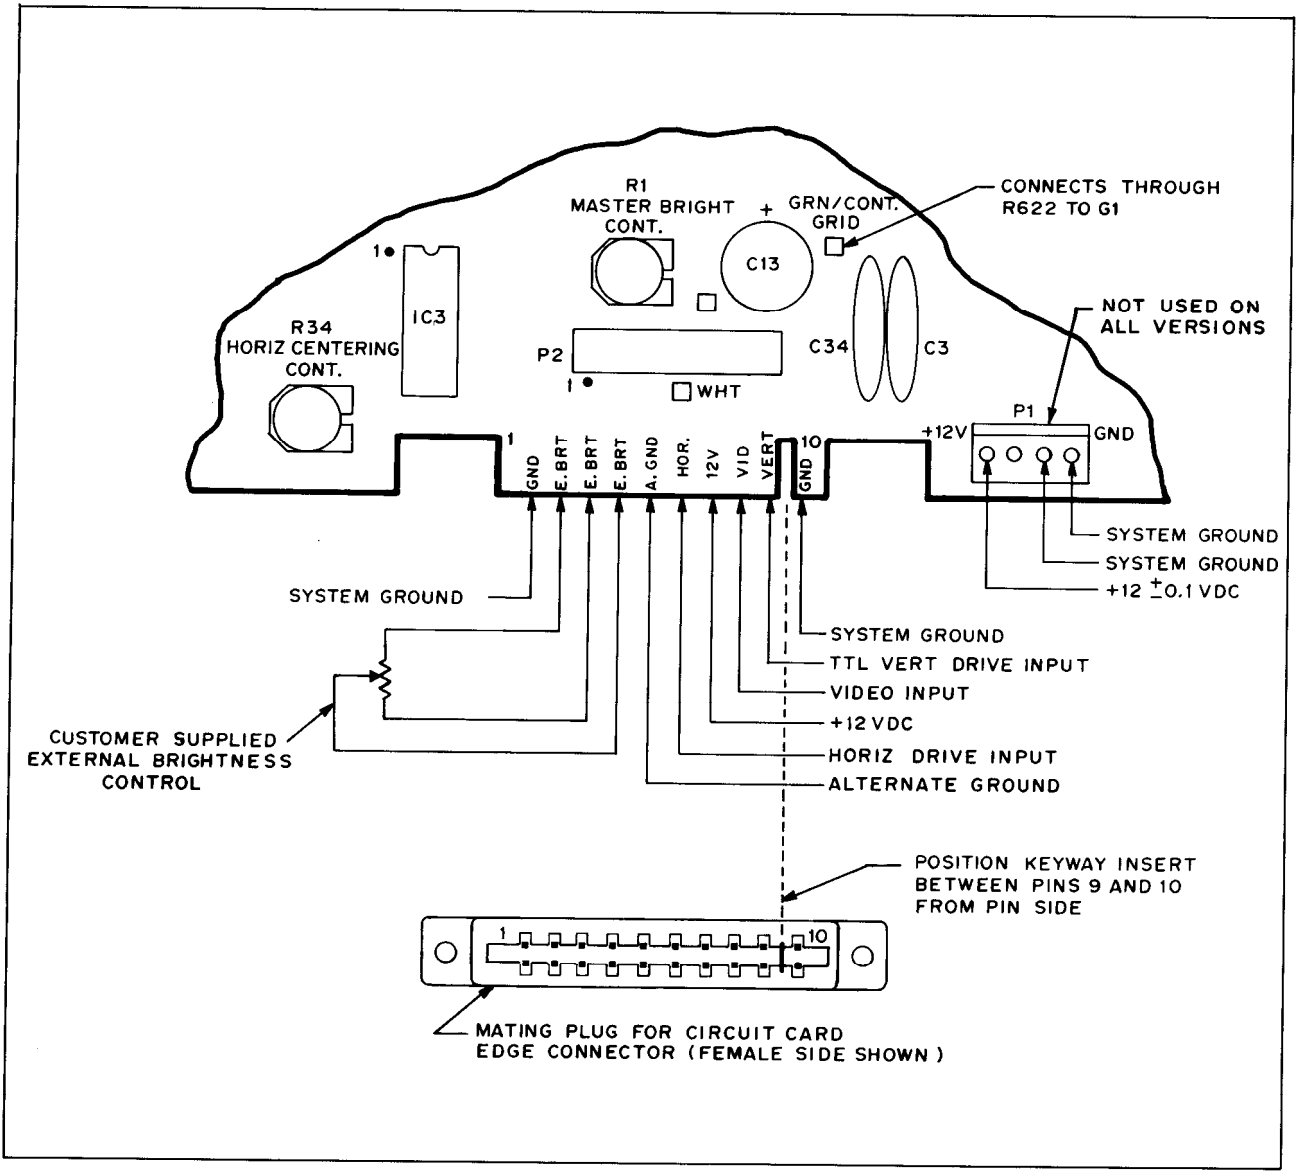 CONNECTS THROUGH
R622 TO G1
R1
MASTER BRIGHT
CONT.
+
GRN/CONT.
GRID
1
IC3
C13
NOT USED ON
ALL VERSIONS
R34
HORIZ CENTERING
CONT.
P2
1
WHT
C34
C3
P1
+12V
GND
1
GND
E.BRT
E.BRT
E.BRT
A.GND
HOR.
12V
VID
VERT
10
GND
SYSTEM GROUND
SYSTEM GROUND
+12 ±0.1 VDC
SYSTEM GROUND
SYSTEM GROUND
TTL VERT DRIVE INPUT
VIDEO INPUT
+12 VDC
HORIZ DRIVE INPUT
ALTERNATE GROUND
CUSTOMER SUPPLIED
EXTERNAL BRIGHTNESS
CONTROL
POSITION KEYWAY INSERT
BETWEEN PINS 9 AND 10
FROM PIN SIDE
1
10
MATING PLUG FOR CIRCUIT CARD
EDGE CONNECTOR (FEMALE SIDE SHOWN)